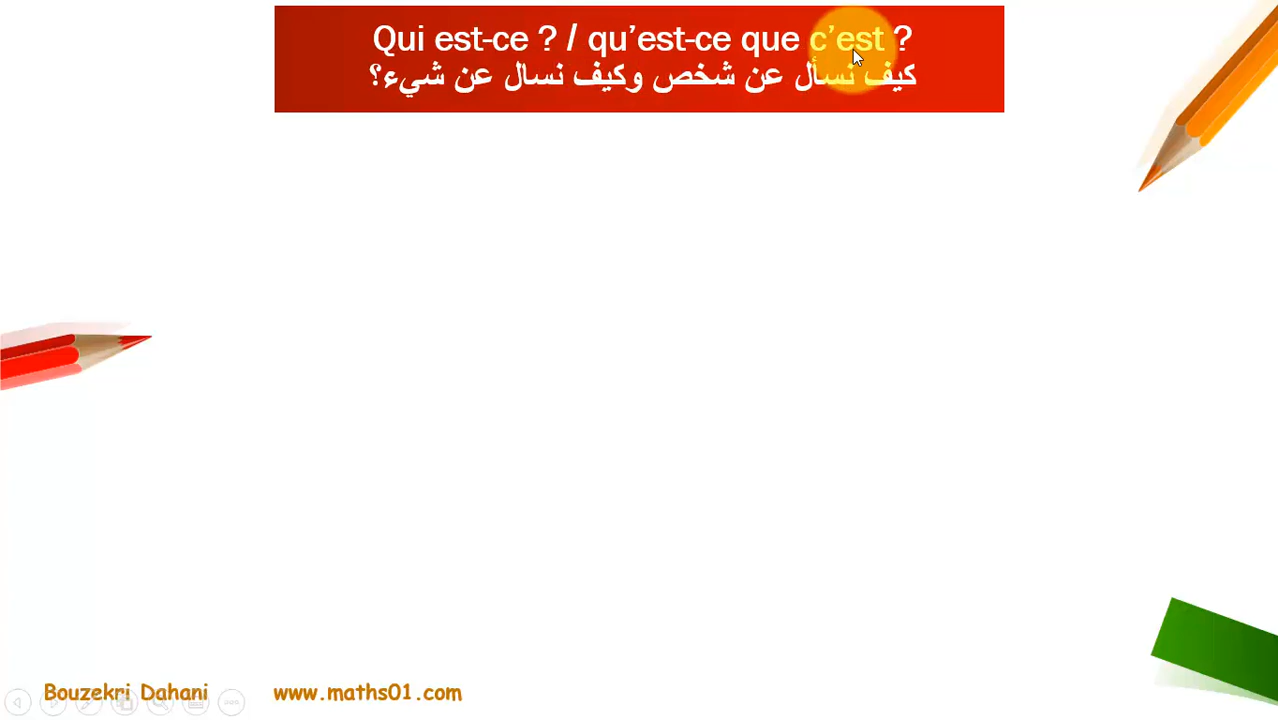 Qui est-ce ? / qu’est-ce que c’est ?
كيف نسأل عن شخص وكيف نسال عن شيء؟
Bouzekri Dahani www.maths01.com